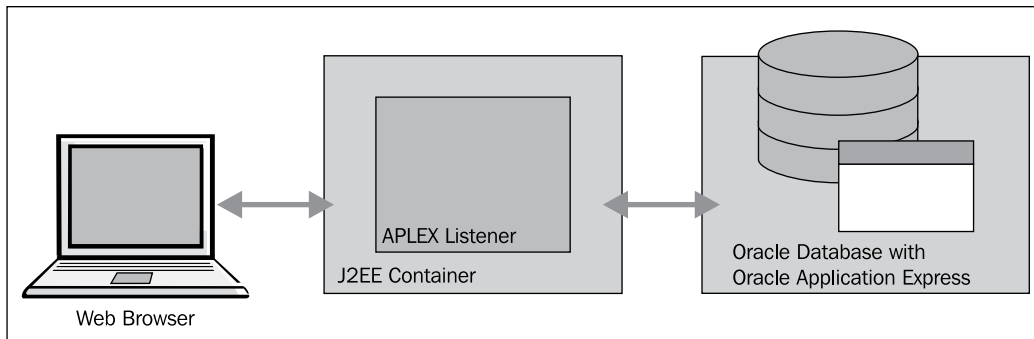 Web Browser
APLEX Listener
J2EE Container
Oracle Database with
Oracle Application Express